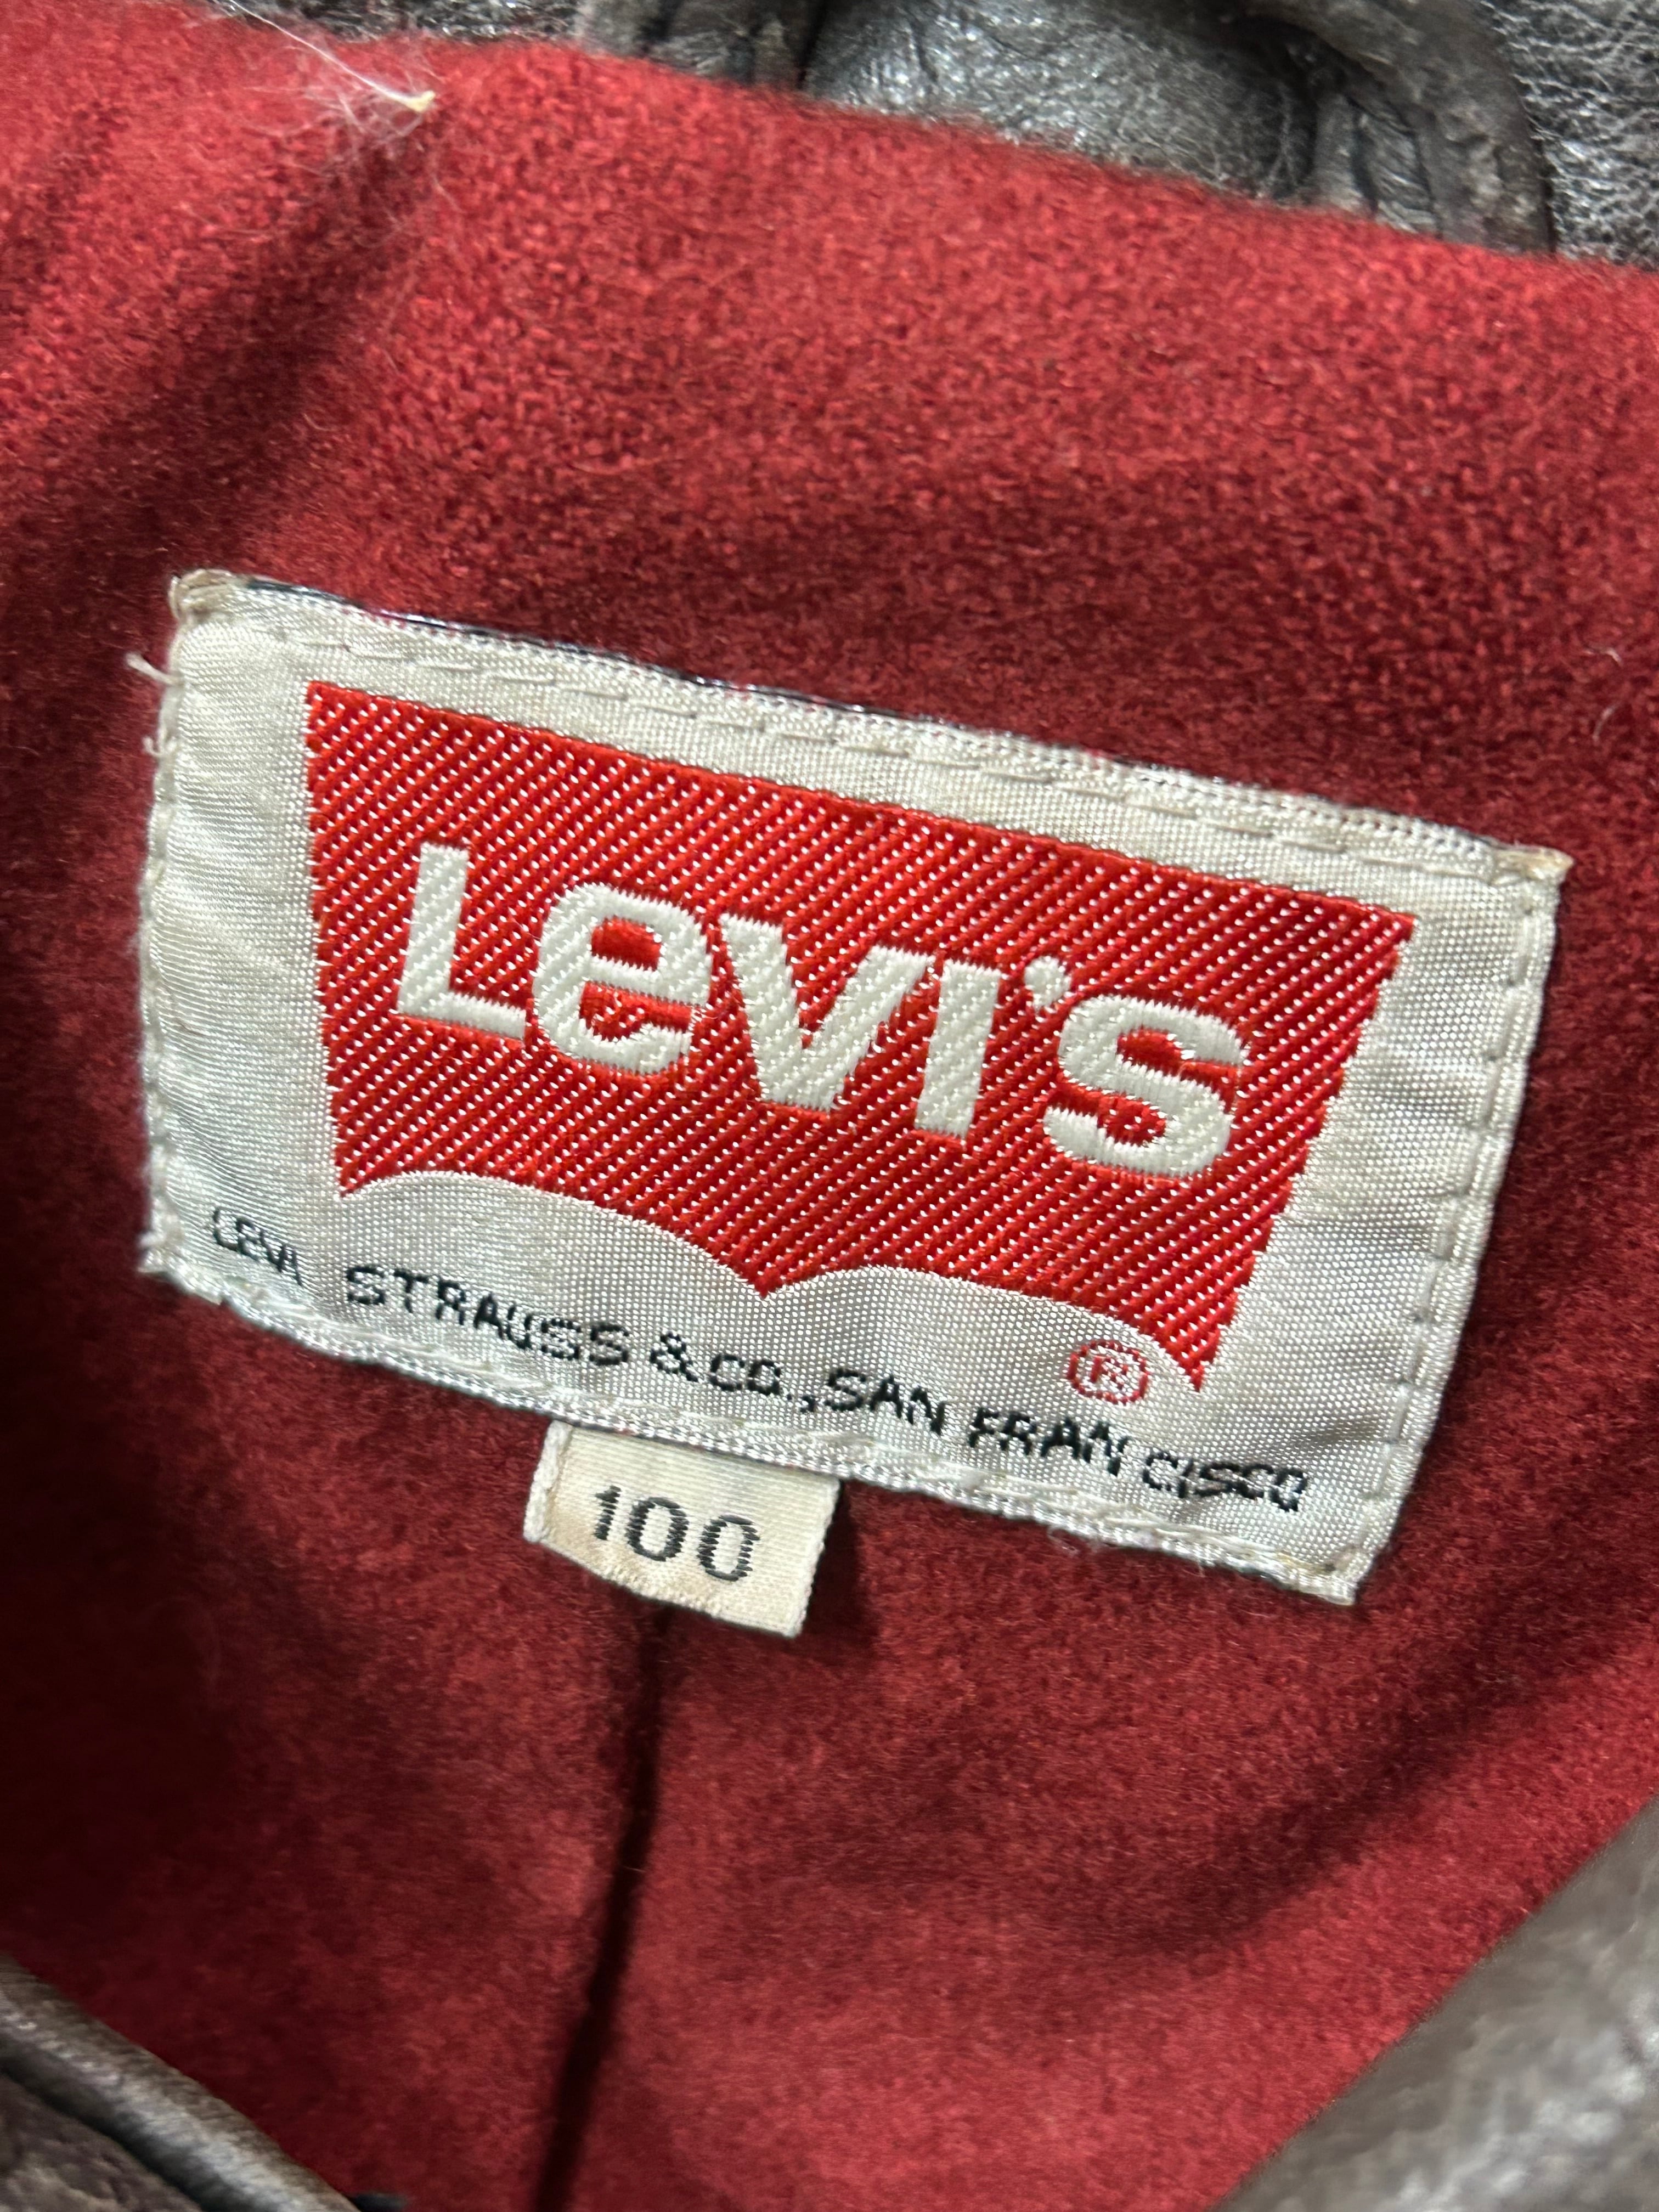 Levi's
®
LEVI STRAUSS & CO., SAN FRANCISCO
100